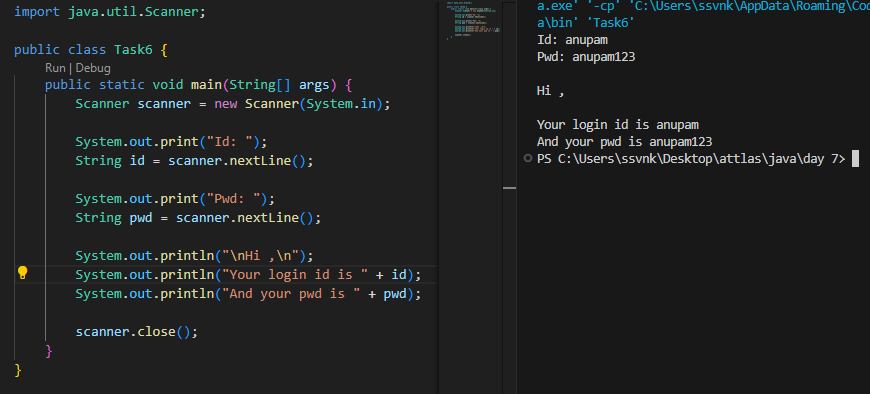 import java.util.Scanner;
public class Task6 {
Run | Debug
public static void main(String[] args) {
Scanner scanner = new Scanner(System.in);
System.out.print("Id: ");
String id = scanner.nextLine();
System.out.print("Pwd: ");
String pwd = scanner.nextLine();
System.out.println("\nHi ,\n");
System.out.println("Your login id is " + id);
System.out.println("And your pwd is " + pwd);
scanner.close();
}
}
a.exe' '-cp' 'C:\Users\ssvnk\AppData\Roaming\Cod
a\bin' 'Task6'
Id: anupam
Pwd: anupam123
Hi ,
Your login id is anupam
And your pwd is anupam123
PS C:\Users\ssvnk\Desktop\attlas\java\day 7>